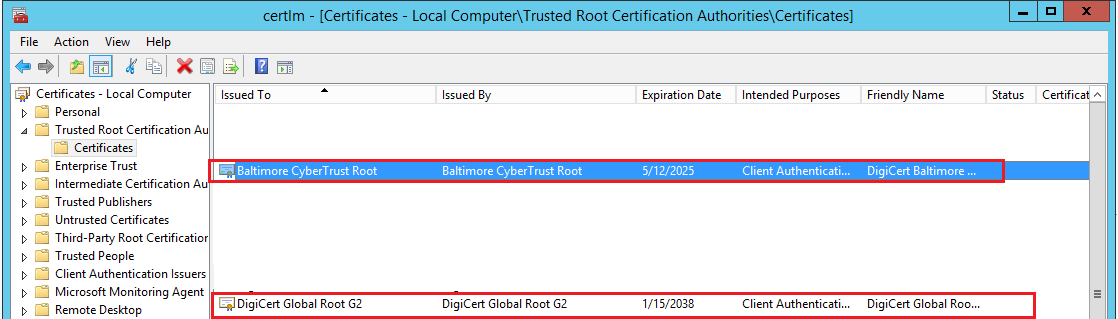 certlm - [Certificates - Local Computer\Trusted Root Certification Authorities\Certificates]
File Action View Help
Certificates - Local Computer
Personal
Trusted Root Certification Au
Certificates
Enterprise Trust
Intermediate Certification Au
Trusted Publishers
Untrusted Certificates
Third-Party Root Certification
Trusted People
Client Authentication Issuers
Microsoft Monitoring Agent
Remote Desktop
Issued To Issued By Expiration Date Intended Purposes Friendly Name Status Certificat
Baltimore CyberTrust Root Baltimore CyberTrust Root 5/12/2025 Client Authenticati... DigiCert Baltimore ...
DigiCert Global Root G2 DigiCert Global Root G2 1/15/2038 Client Authenticati... DigiCert Global Roo...